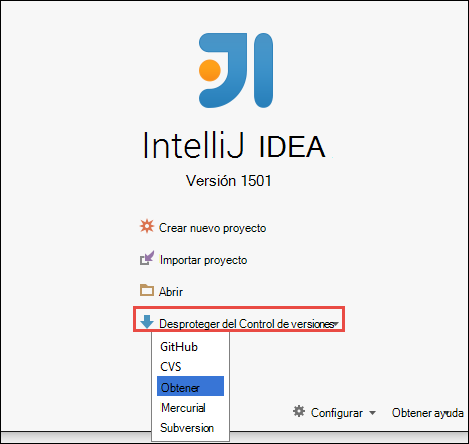 IntelliJ IDEA
Versión 1501
Crear nuevo proyecto
Importar proyecto
Abrir
Desproteger del Control de versiones
GitHub
CVS
Obtener
Mercurial
Subversion
Configurar
Obtener ayuda